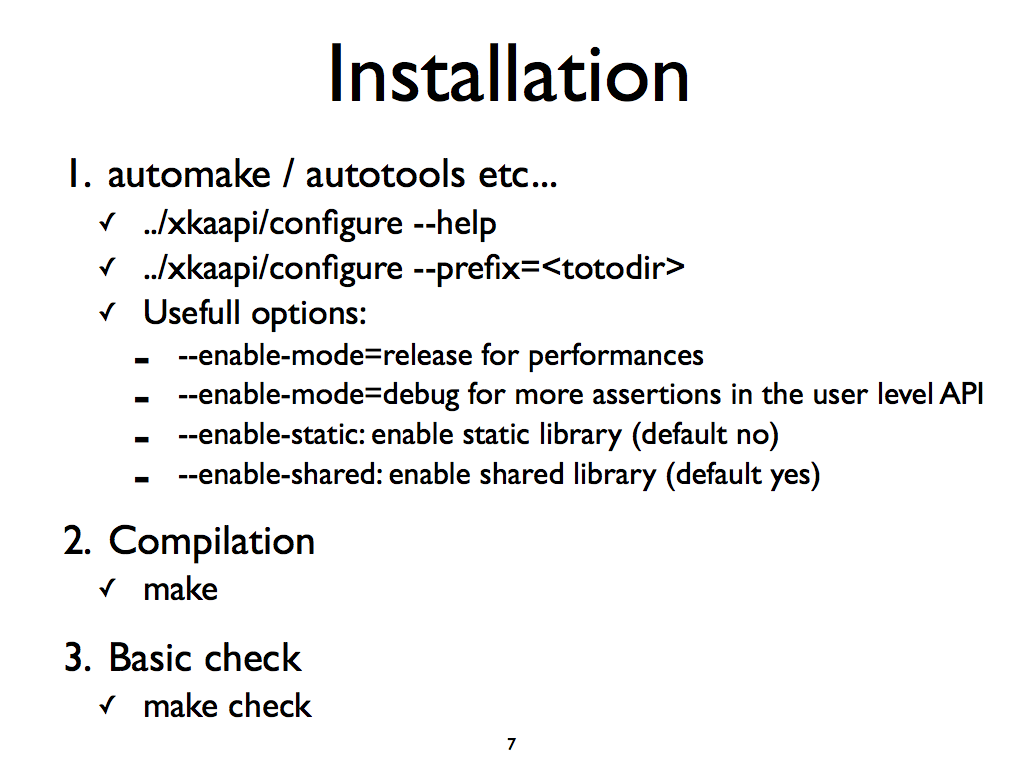 Installation
1. automake / autotools etc...
✓ ../xkaapi/configure --help
✓ ../xkaapi/configure --prefix=<totodir>
✓ Usefull options:
- --enable-mode=release for performances
- --enable-mode=debug for more assertions in the user level API
- --enable-static: enable static library (default no)
- --enable-shared: enable shared library (default yes)
2. Compilation
✓ make
3. Basic check
✓ make check
7